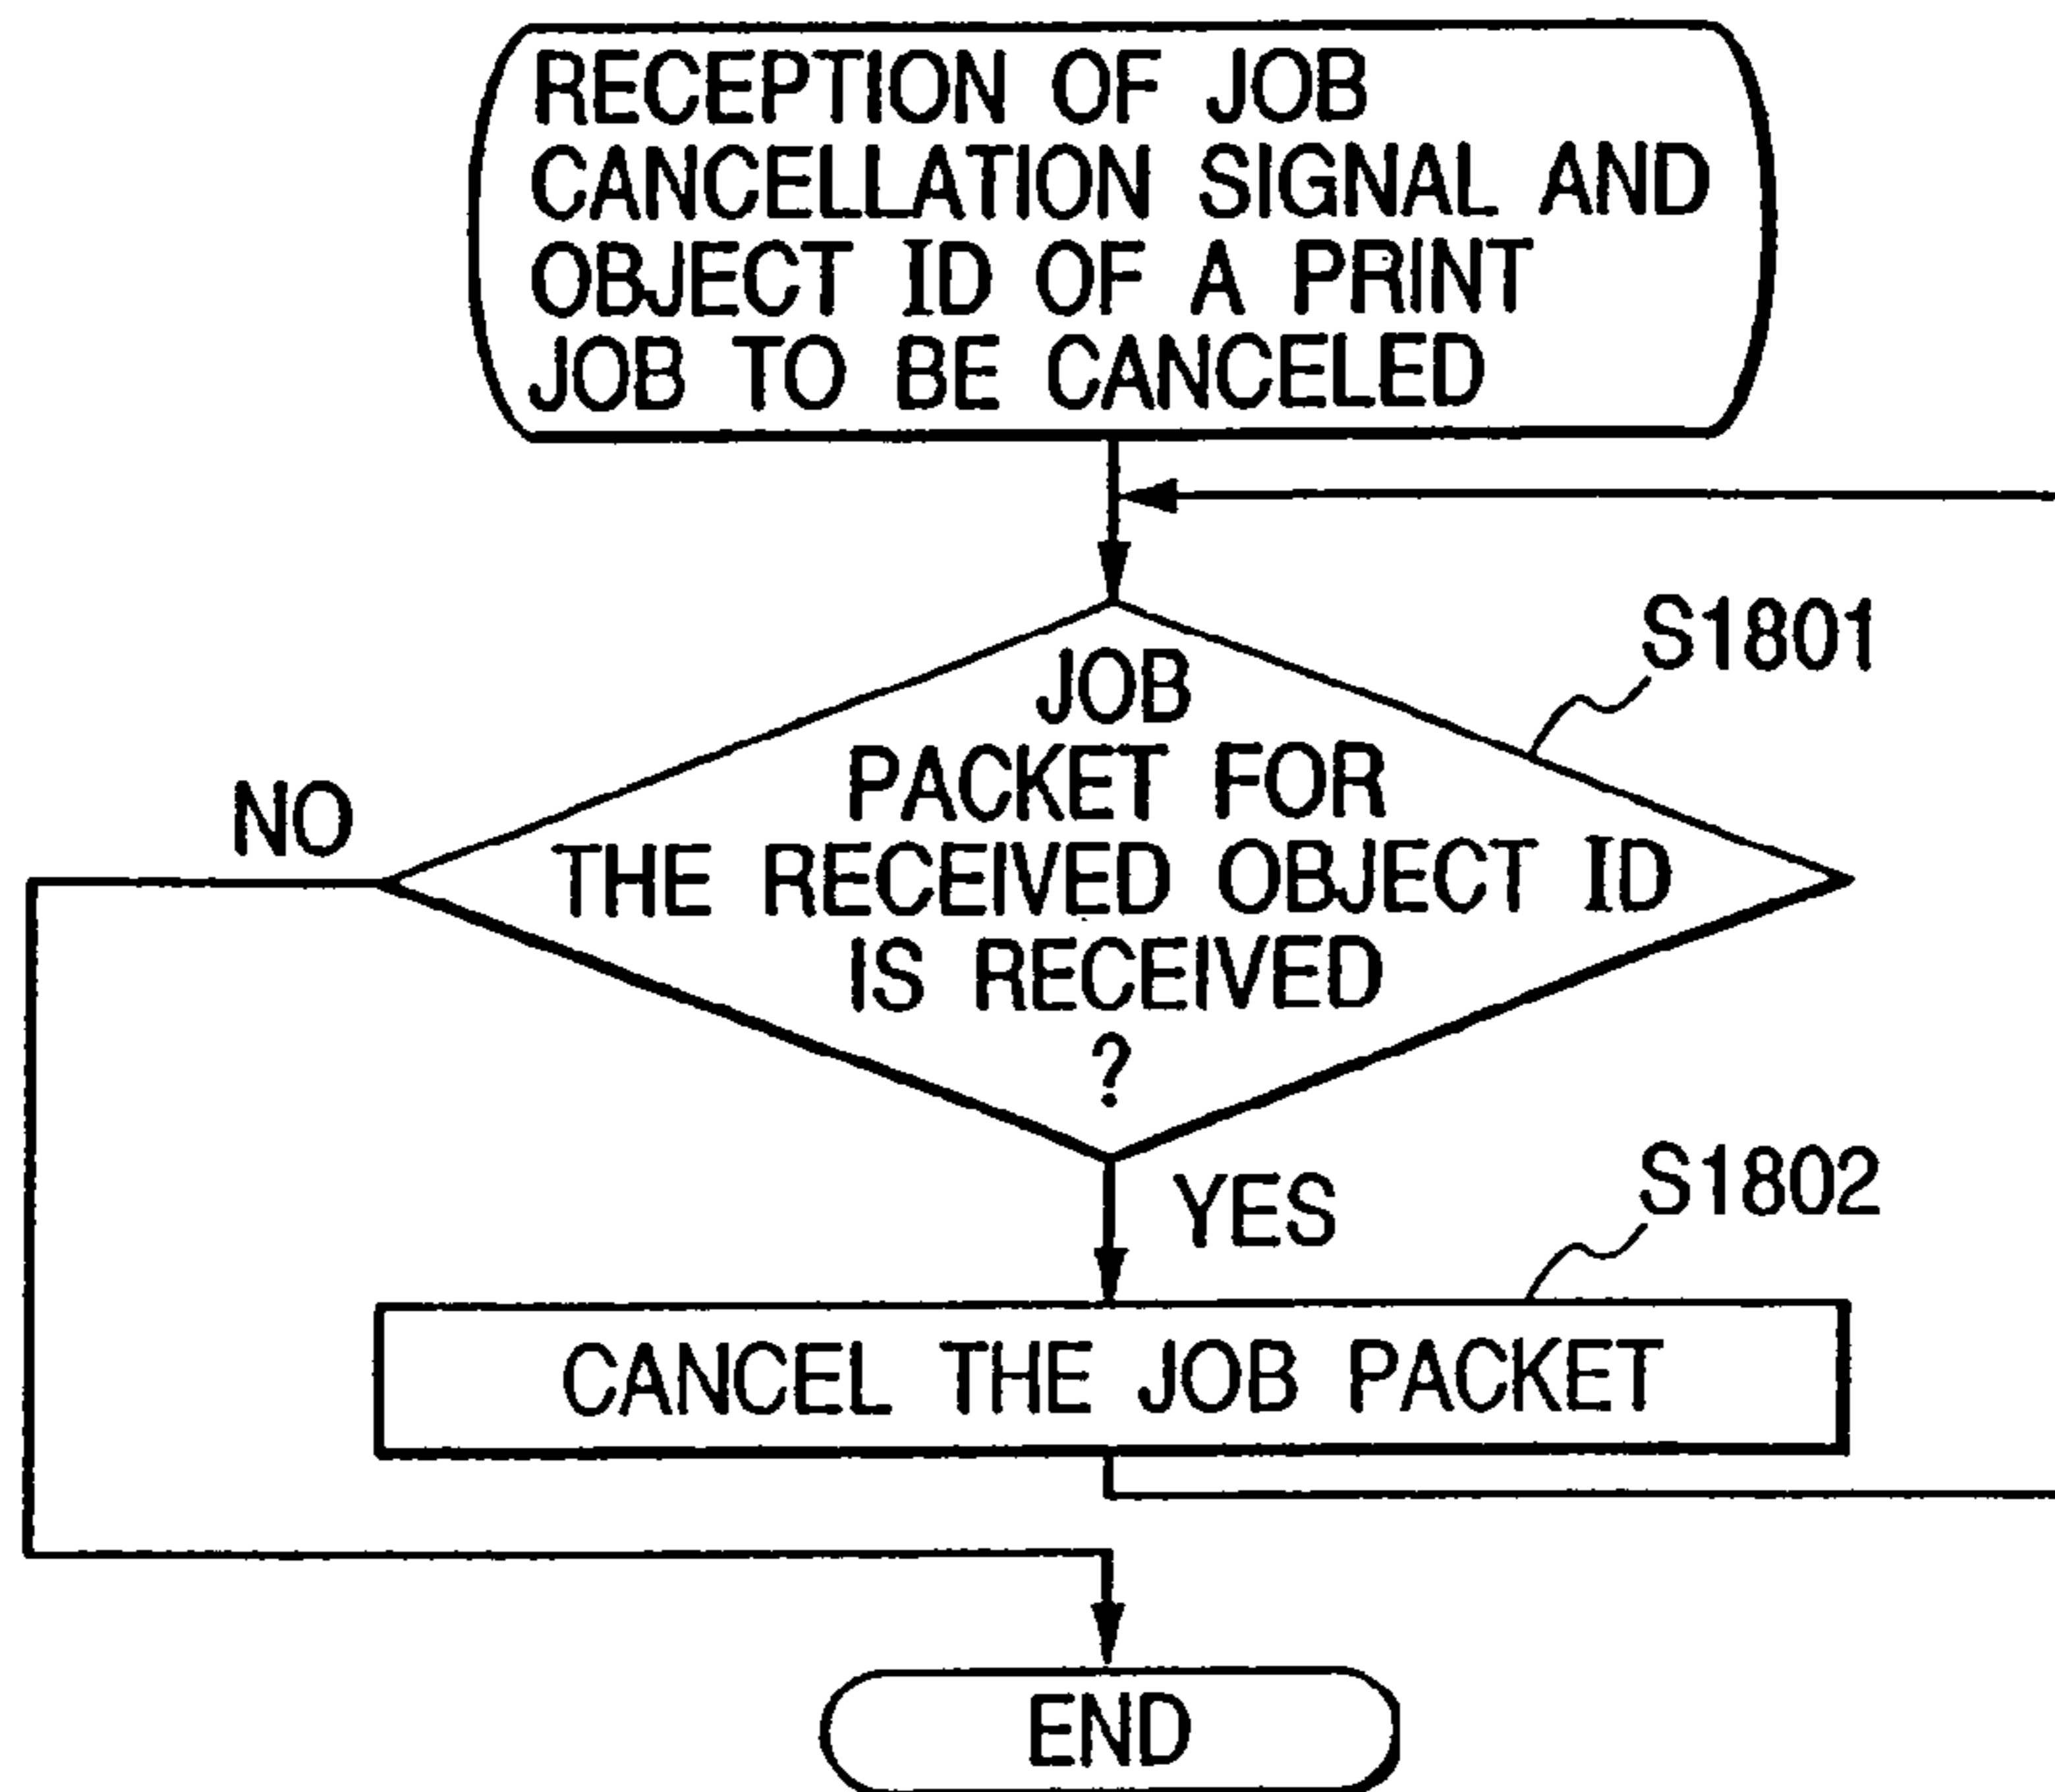 RECEPTION OF JOB
CANCELLATION SIGNAL AND
OBJECT ID OF A PRINT
JOB TO BE CANCELED
S1801
JOB
PACKET FOR
THE RECEIVED OBJECT ID
IS RECEIVED
?
NO
YES
S1802
CANCEL THE JOB PACKET
END